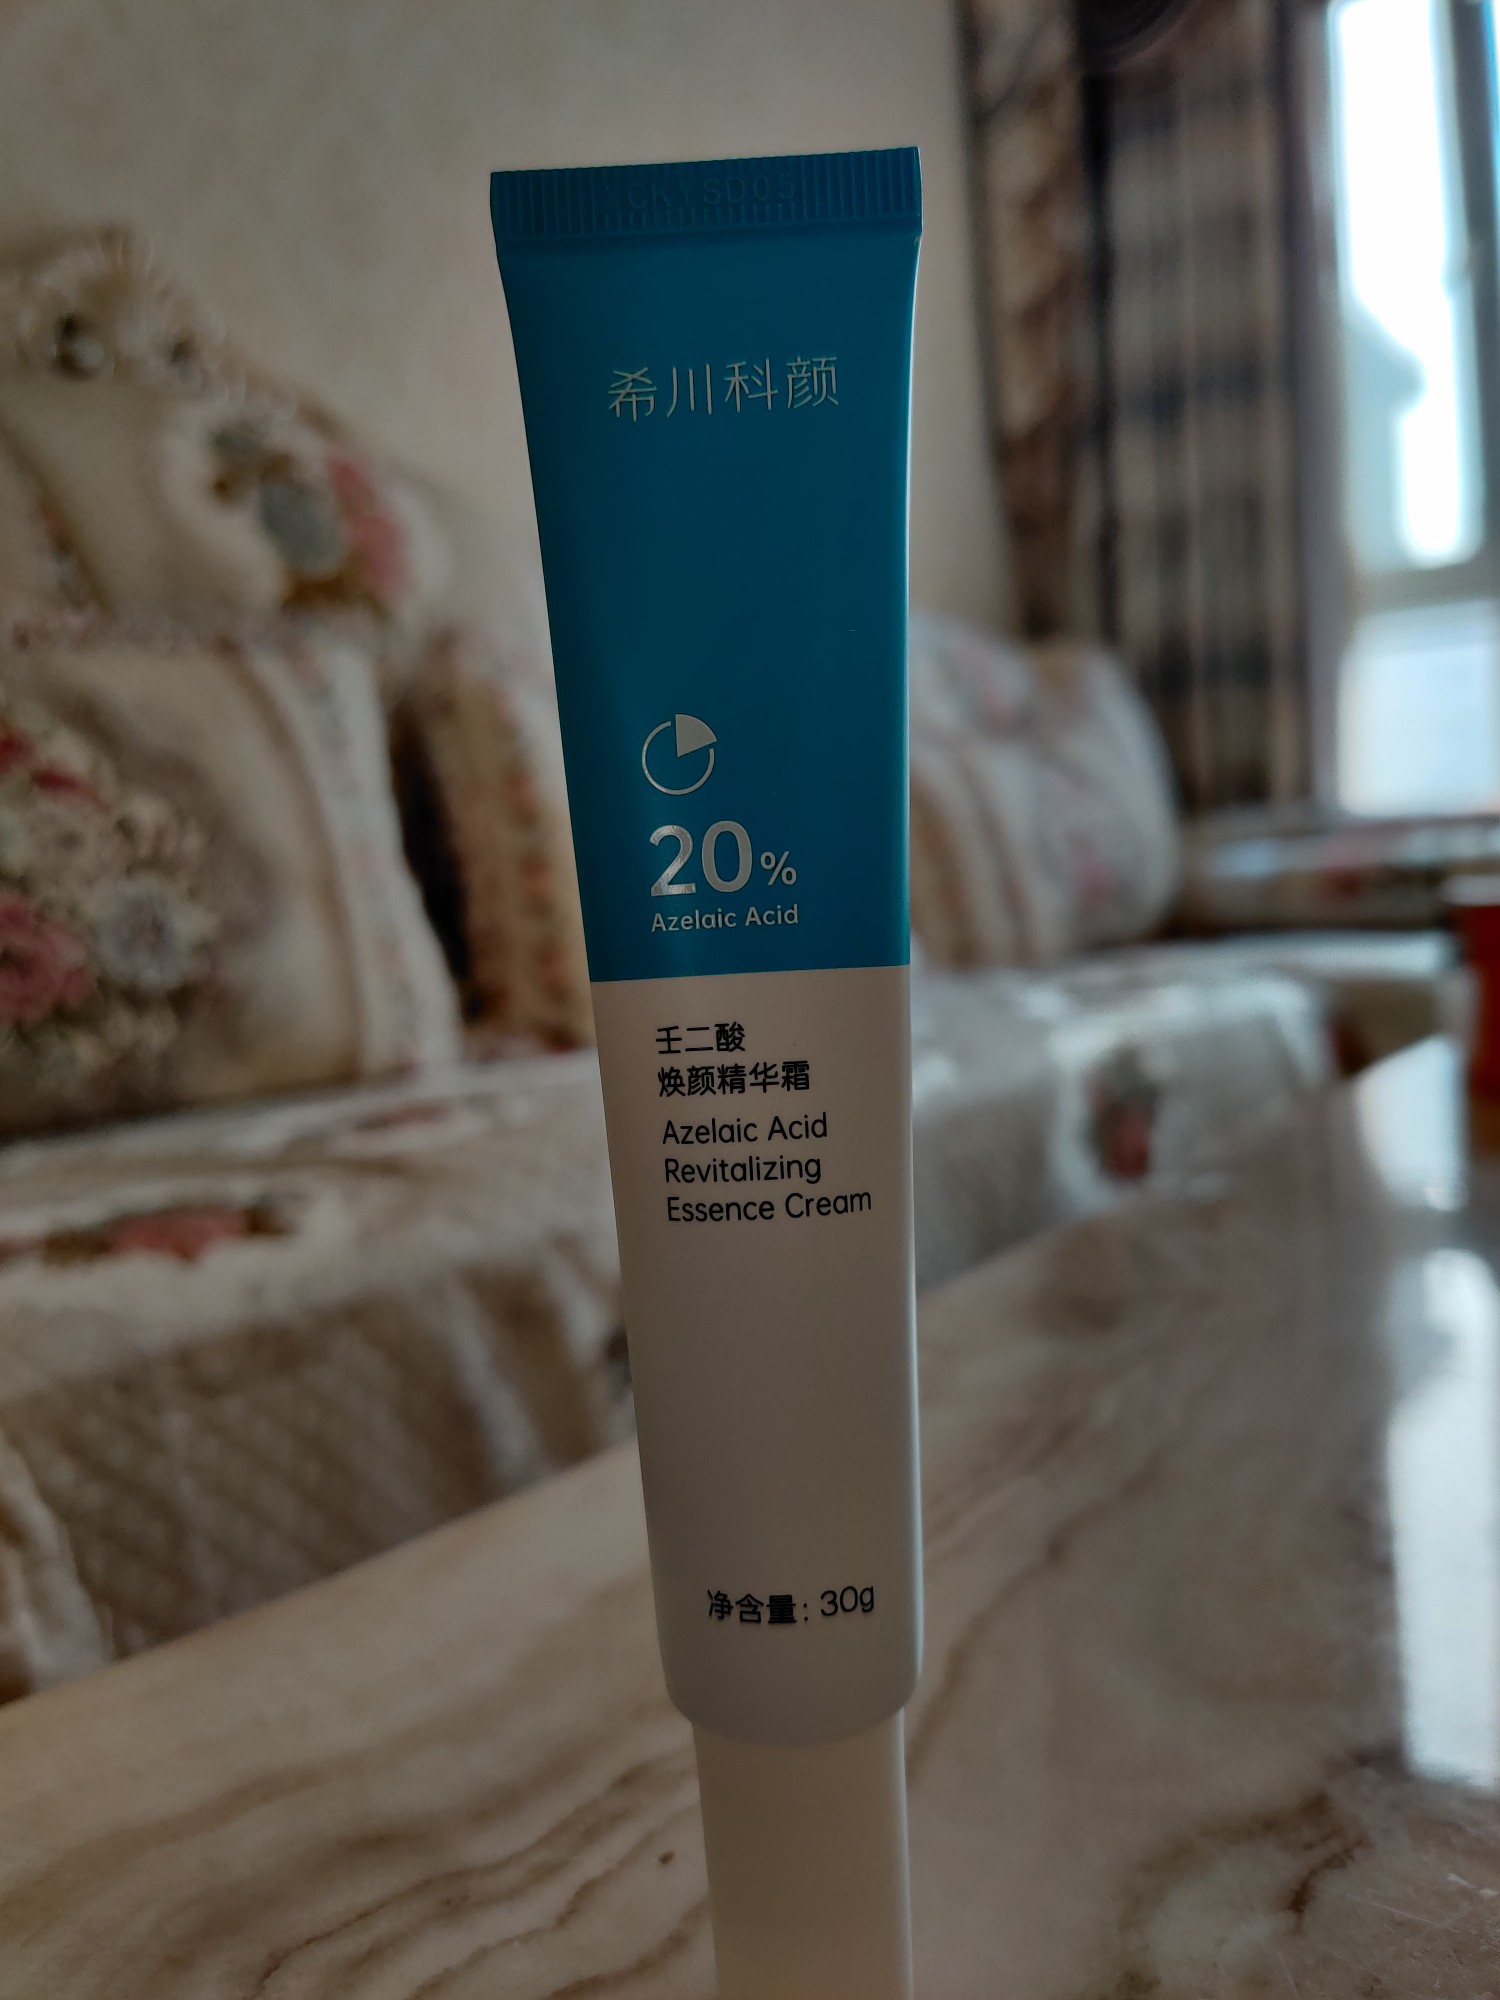 XCKYSD05
希川科颜
20%
Azelaic Acid
壬二酸
焕颜精华霜
Azelaic Acid
Revitalizing
Essence Cream
净含量: 30g